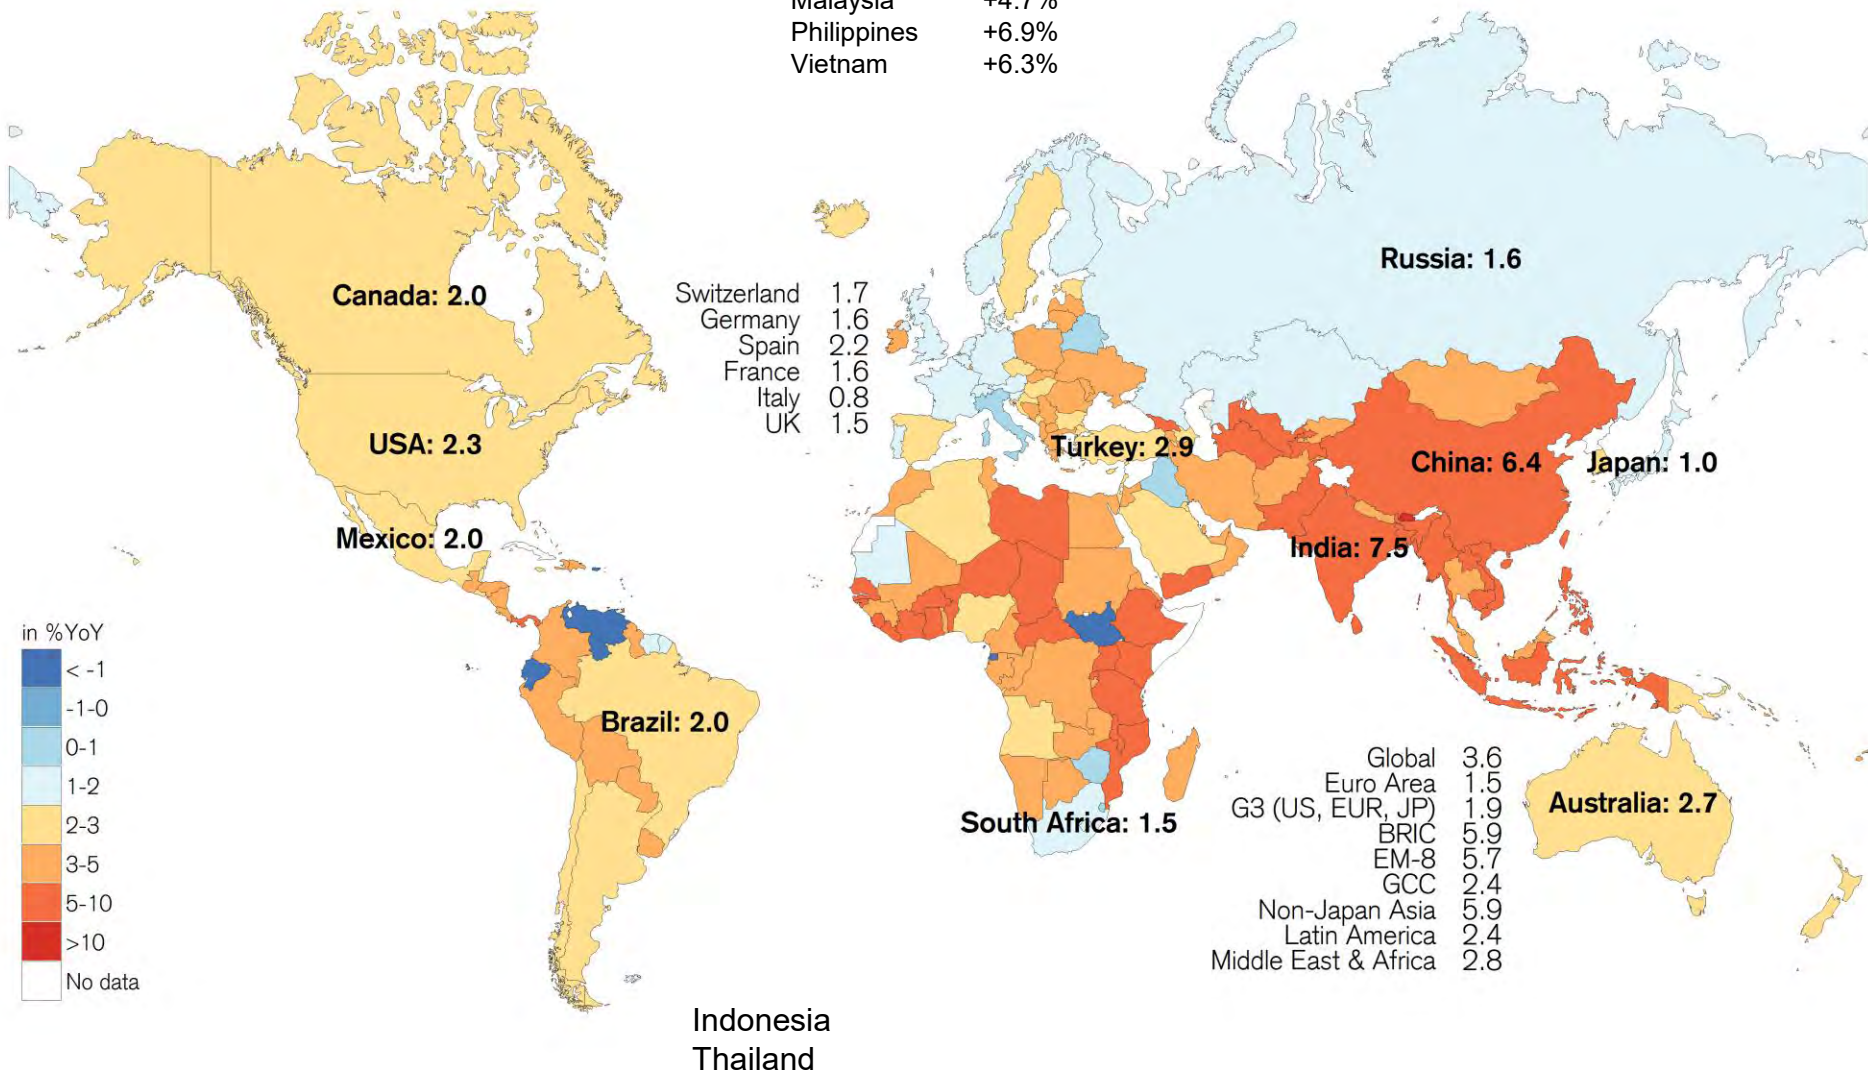 Malaysia +4.7%
Philippines +6.9%
Vietnam +6.3%
Russia: 1.6
Canada: 2.0
Switzerland 1.7
Germany 1.6
Spain 2.2
France 1.6
Italy 0.8
UK 1.5
USA: 2.3
Turkey: 2.9
China: 6.4
Japan: 1.0
Mexico: 2.0
India: 7.5
in %YoY
< -1
-1-0
0-1
1-2
2-3
3-5
5-10
>10
No data
Brazil: 2.0
South Africa: 1.5
Global 3.6
Euro Area 1.5
G3 (US, EUR, JP) 1.9
BRIC 5.9
EM-8 5.7
GCC 2.4
Non-Japan Asia 5.9
Latin America 2.4
Middle East & Africa 2.8
Australia: 2.7
Indonesia
Thailand